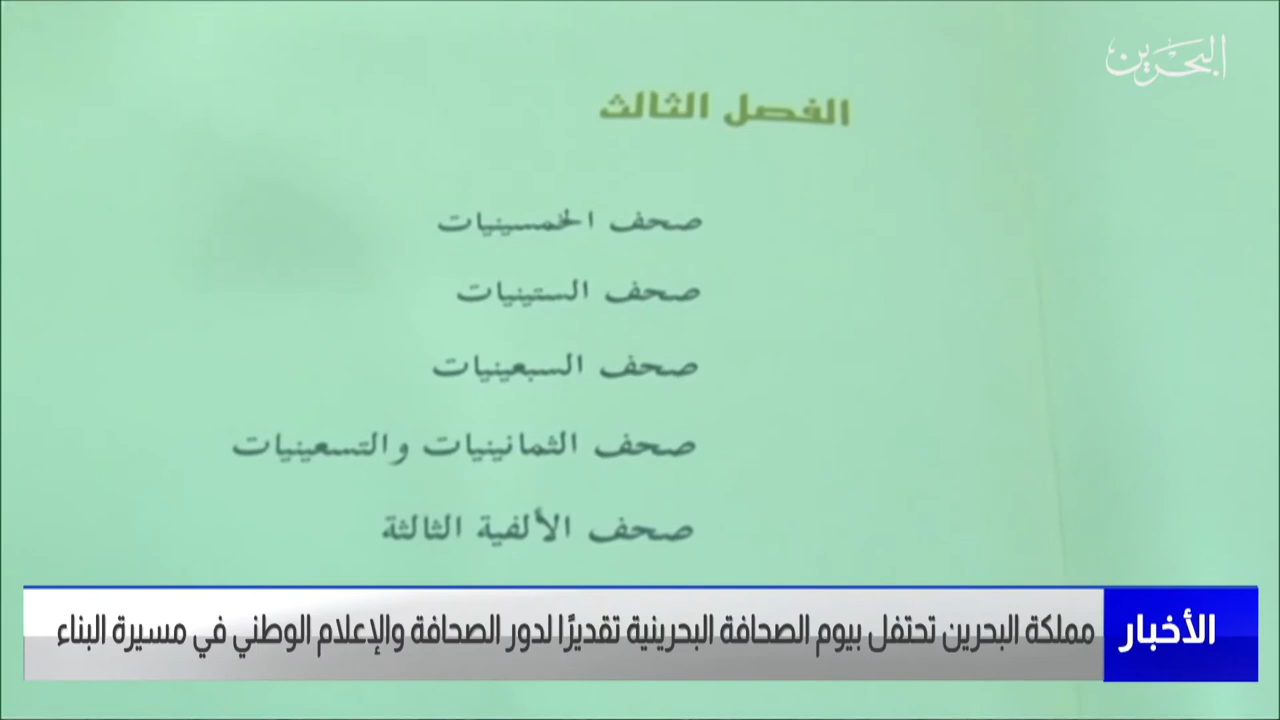 البحرين
الفصل الثالث
صحف الخمسينيات
صحف الستينيات
صحف السبعينيات
صحف الثمانينيات والتسعينيات
صحف الألفية الثالثة
الأخبار
مملكة البحرين تحتفل بيوم الصحافة البحرينية تقديرًا لدور الصحافة والإعلام الوطني في مسيرة البناء